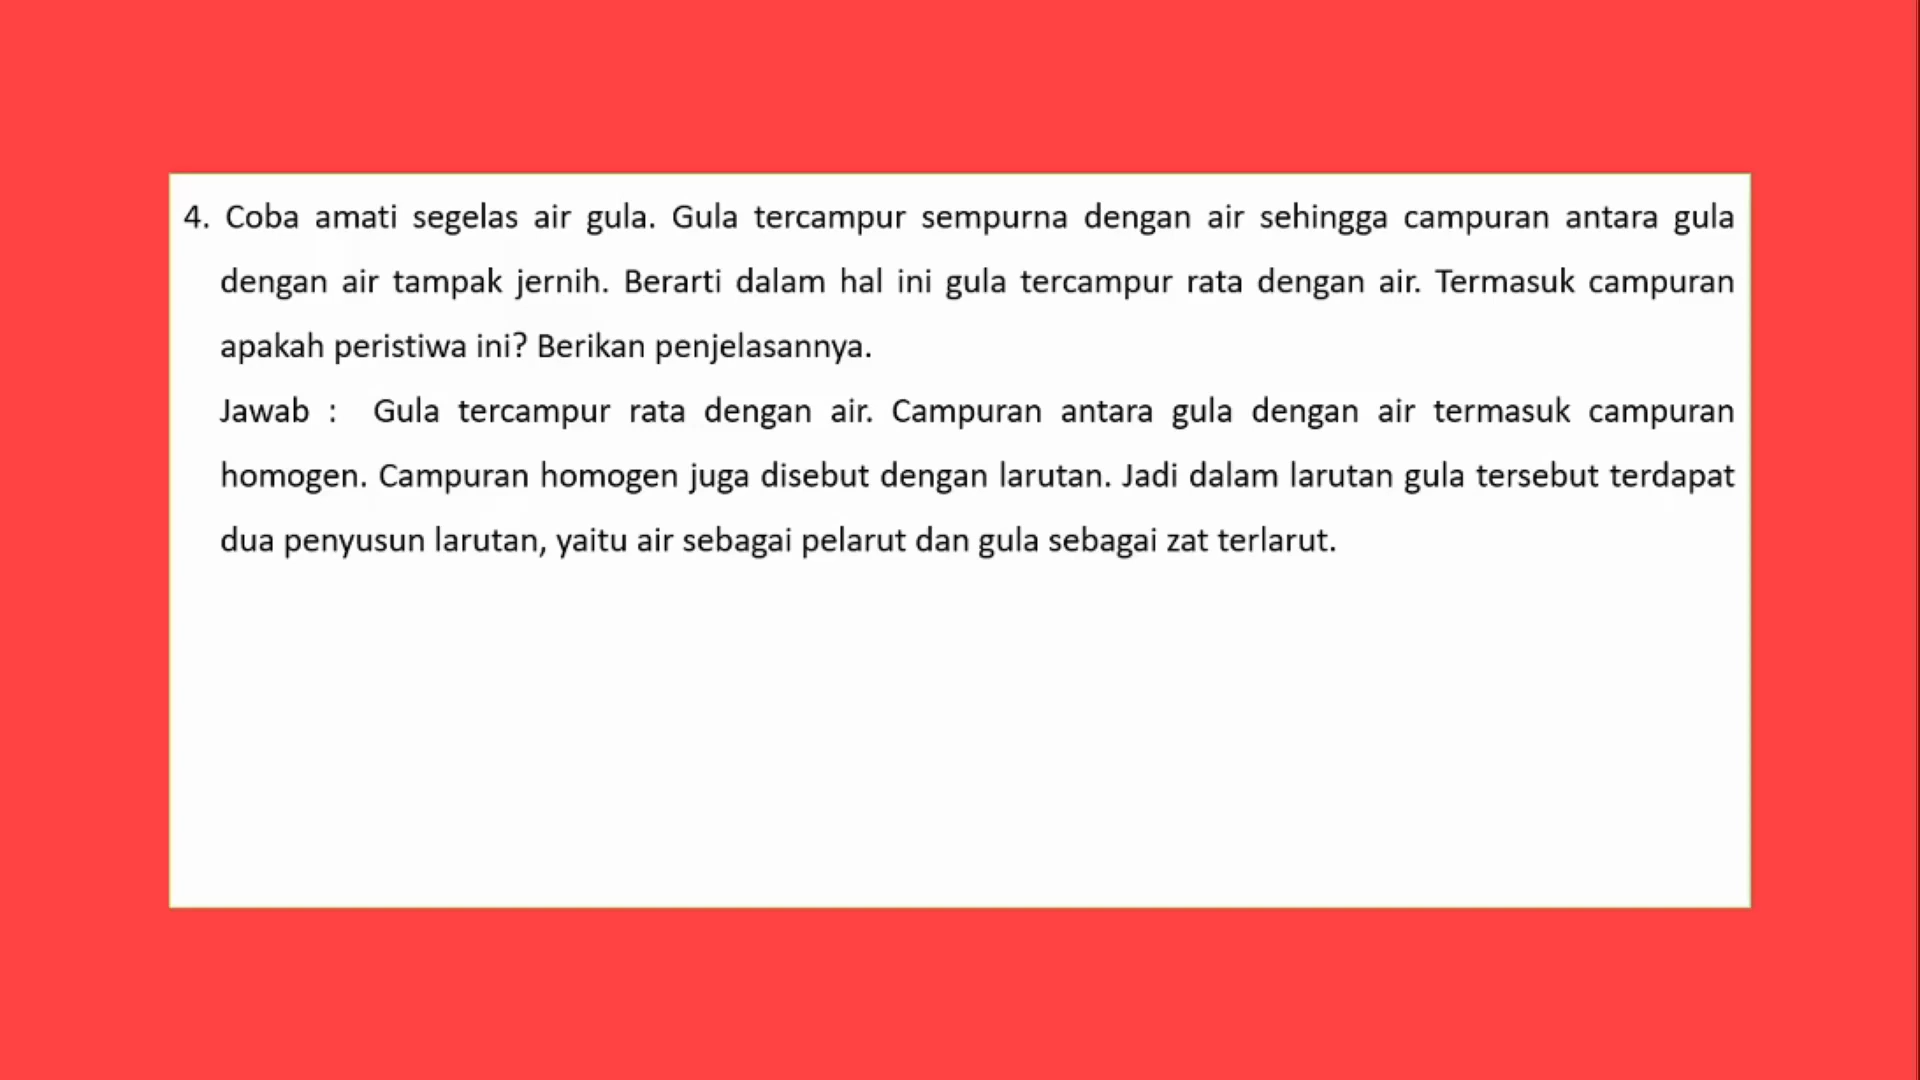 4. Coba amati segelas air gula. Gula tercampur sempurna dengan air sehingga campuran antara gula
dengan air tampak jernih. Berarti dalam hal ini gula tercampur rata dengan air. Termasuk campuran
apakah peristiwa ini? Berikan penjelasannya.
Jawab : Gula tercampur rata dengan air. Campuran antara gula dengan air termasuk campuran
homogen. Campuran homogen juga disebut dengan larutan. Jadi dalam larutan gula tersebut terdapat
dua penyusun larutan, yaitu air sebagai pelarut dan gula sebagai zat terlarut.